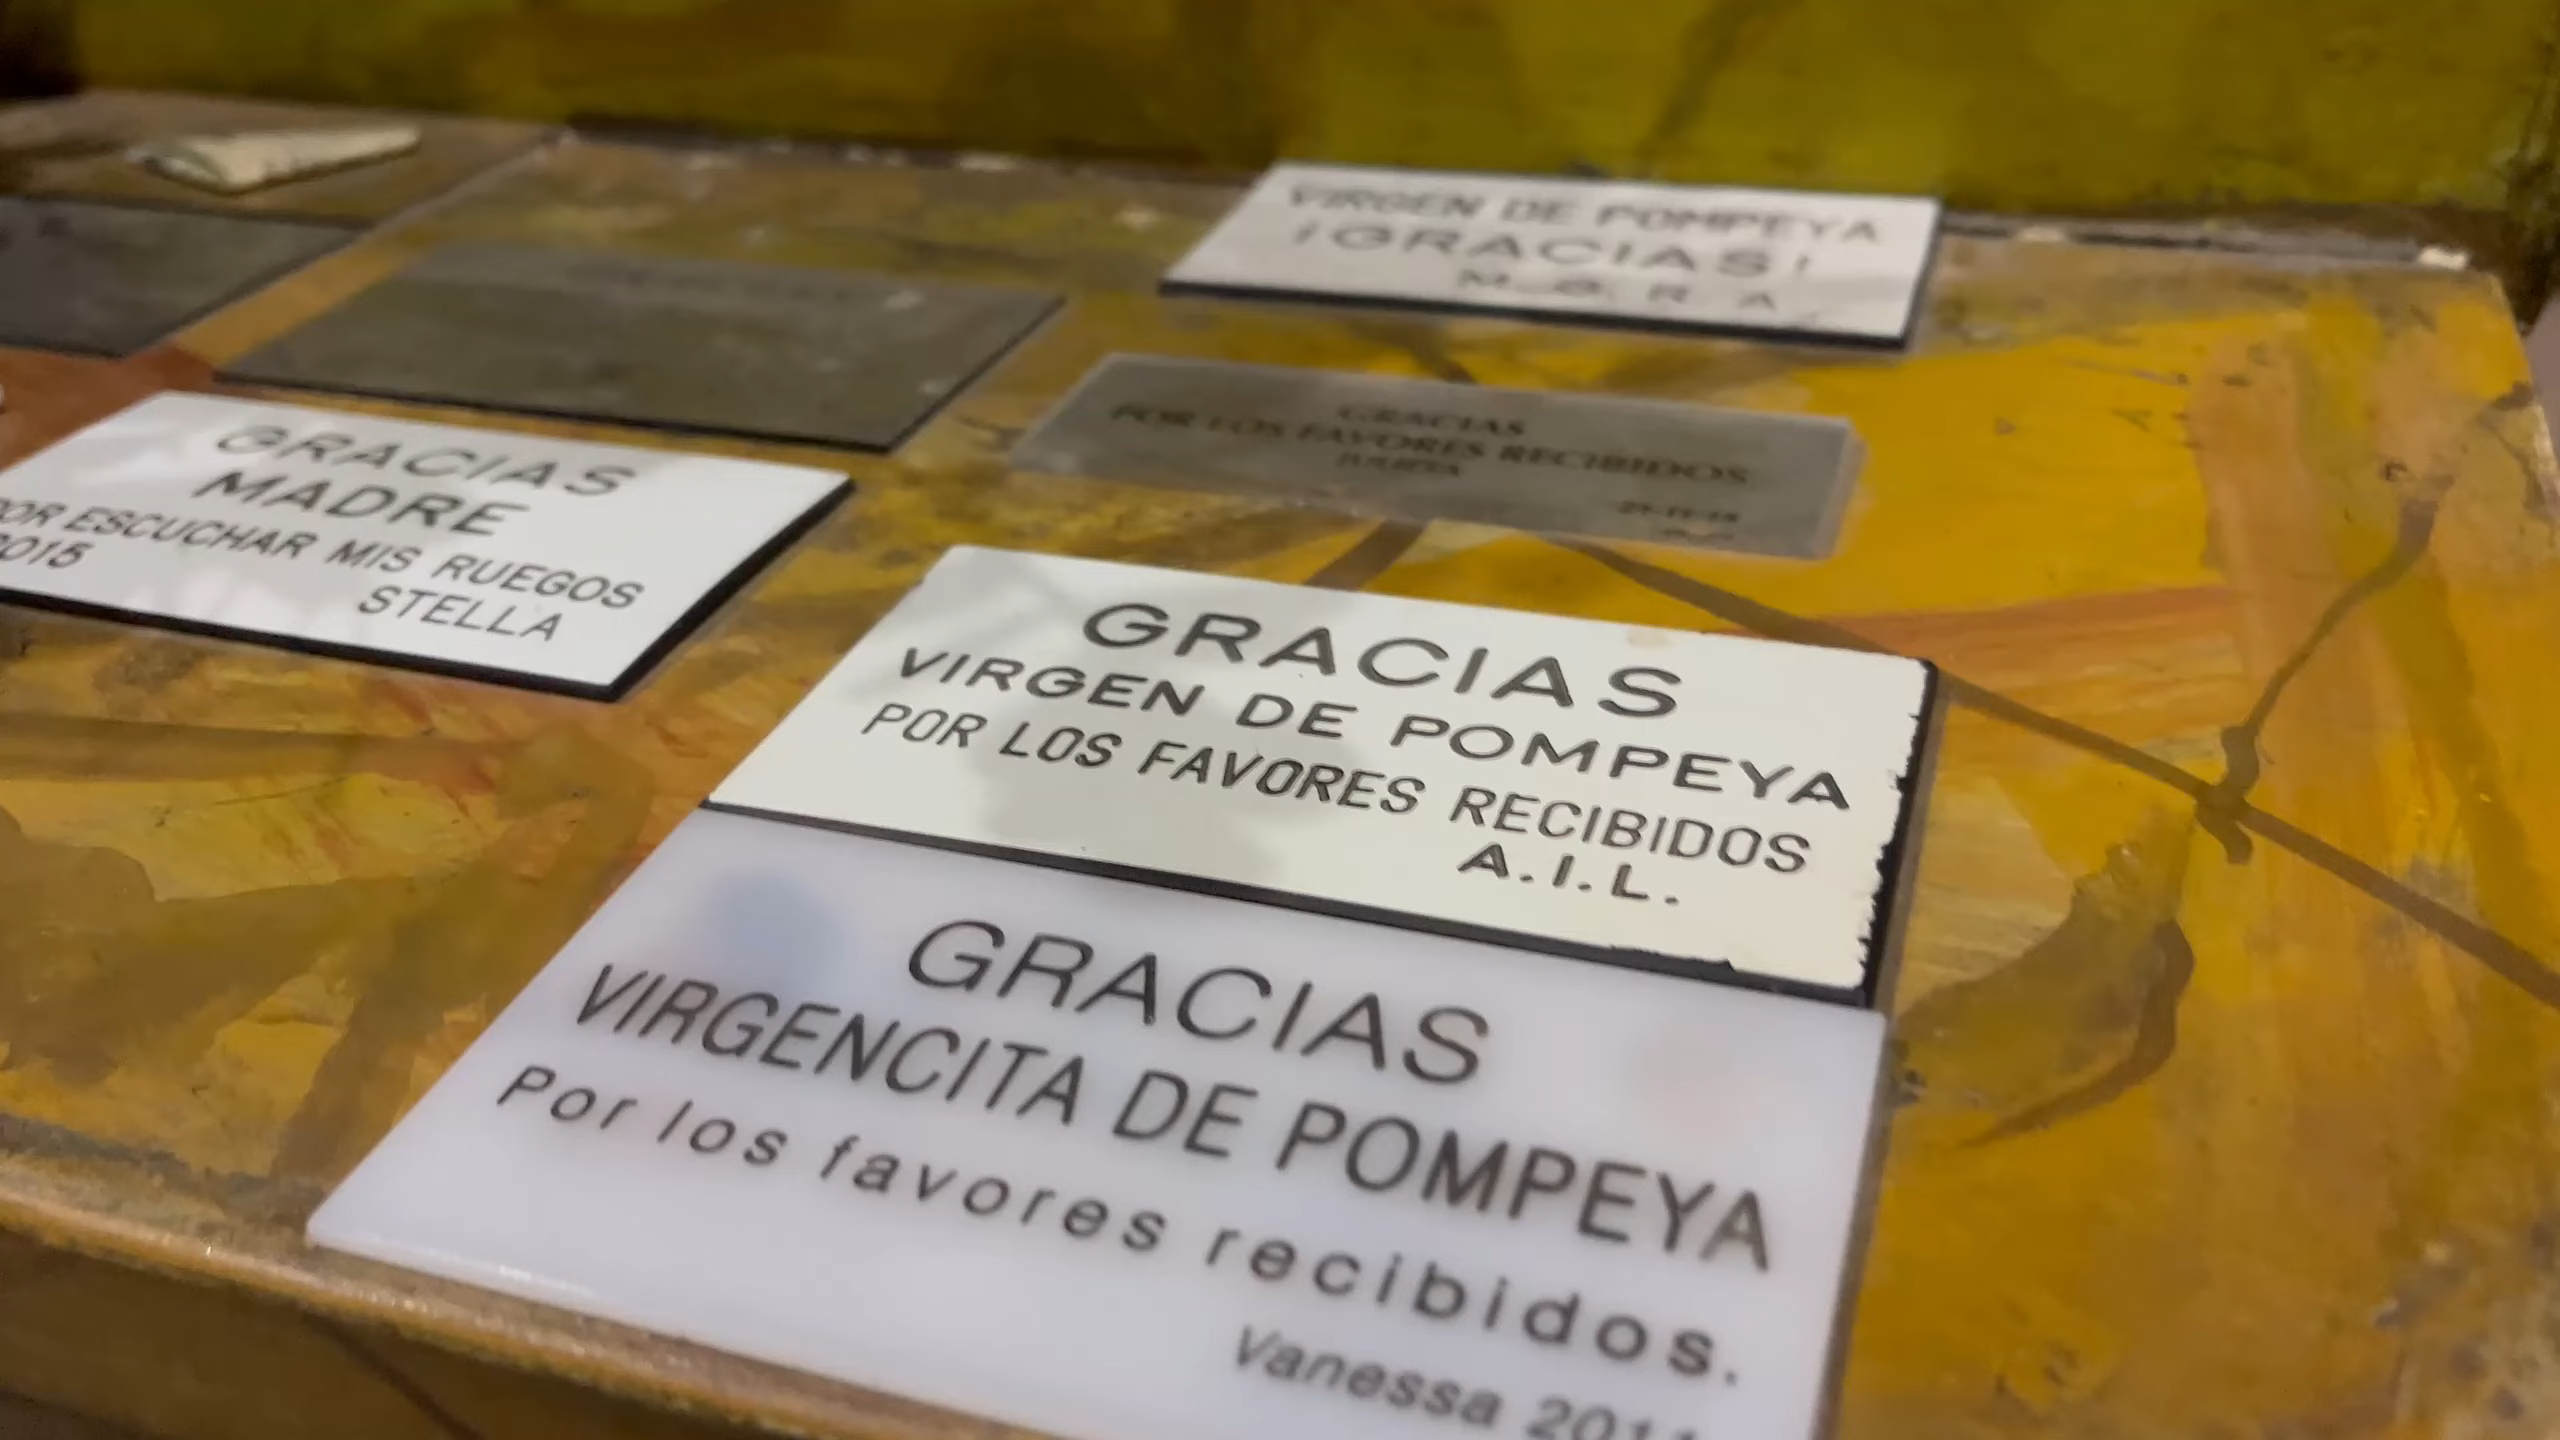 VIRGEN DE POMPEYA
¡GRACIAS!
GRACIAS
POR LOS FAVORES RECIBIDOS
JULIETA
GRACIAS
MADRE
POR ESCUCHAR MIS RUEGOS
2015
STELLA
GRACIAS
VIRGEN DE POMPEYA
POR LOS FAVORES RECIBIDOS
A.I.L.
GRACIAS
VIRGENCITA DE POMPEYA
Por los favores recibidos.
Vanessa